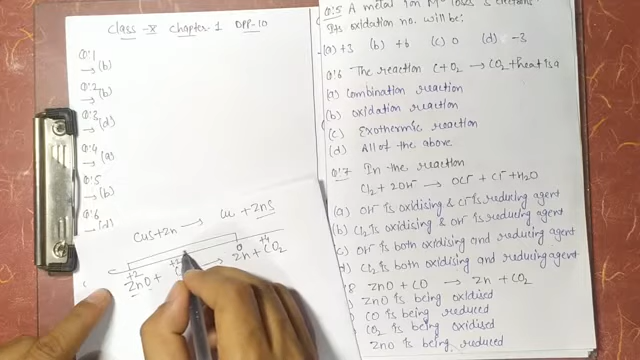 Class -X Chapter-1 DPP-10
Q.1
→ (b)
Q.2
→ (b)
Q.3
→ (d)
Q.4
→ (a)
Q.5
→ (b)
Q.6
→ (d)
CuS+Zn → Cu + ZnS
+2 +2 0 +4
ZnO + → Zn + CO2
Q.5 A metal ion loses 3 electrons
Its oxidation no. will be:
(a) +3 (b) +6 (c) 0 (d) -3
Q.6 The reaction C+O2 → CO2+heat is a
(a) Combination reaction
(b) Oxidation reaction
(c) Exothermic reaction
(d) All of the above.
Q.7 In the reaction
Cl2 + 2OH- → OCl- + Cl- + H2O
(a) OH- is oxidising & Cl- is reducing agent
(b) Cl2 is oxidising & OH- is reducing agent
(c) OH- is both oxidising and reducing agent
(d) Cl2 is both oxidising and reducing agent
8 ZnO + CO → Zn + CO2
) ZnO is being oxidised
) CO is being reduced
) CO2 is being oxidised
ZnO is being reduced